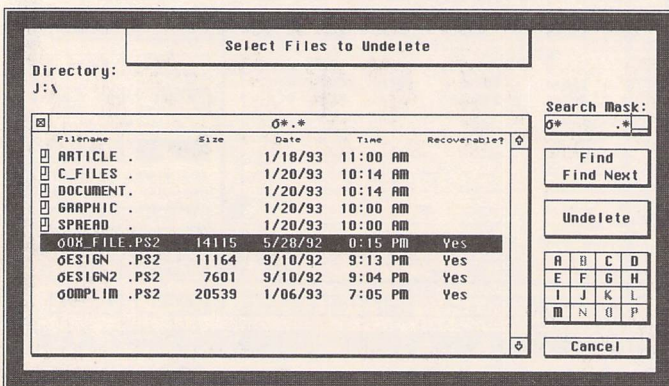 Select Files to Undelete
Directory:
J:\
Search Mask:
σ* .*
σ*.*
Filename Size Date Time Recoverable?
ARTICLE . 1/18/93 11:00 AM
C_FILES . 1/20/93 10:14 AM
DOCUMENT. 1/20/93 10:14 AM
GRAPHIC . 1/20/93 10:00 AM
SPREAD . 1/20/93 10:00 AM
σOX_FILE.PS2 14115 5/28/92 0:15 PM Yes
σESIGN .PS2 11164 9/10/92 9:13 PM Yes
σESIGN2 .PS2 7601 9/10/92 9:04 PM Yes
σOMPLIM .PS2 20539 1/06/93 7:05 PM Yes
Find
Find Next
Undelete
A B C D
E F G H
I J K L
M N O P
Cancel